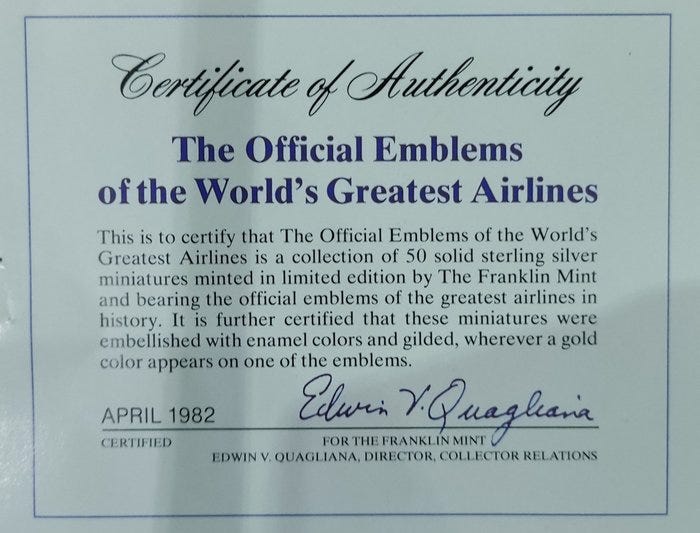 Certificate of Authenticity
The Official Emblems
of the World's Greatest Airlines
This is to certify that The Official Emblems of the World's
Greatest Airlines is a collection of 50 solid sterling silver
miniatures minted in limited edition by The Franklin Mint
and bearing the official emblems of the greatest airlines in
history. It is further certified that these miniatures were
embellished with enamel colors and gilded, wherever a gold
color appears on one of the emblems.
Edwin V. Quagliana
APRIL 1982
CERTIFIED FOR THE FRANKLIN MINT
EDWIN V. QUAGLIANA, DIRECTOR, COLLECTOR RELATIONS